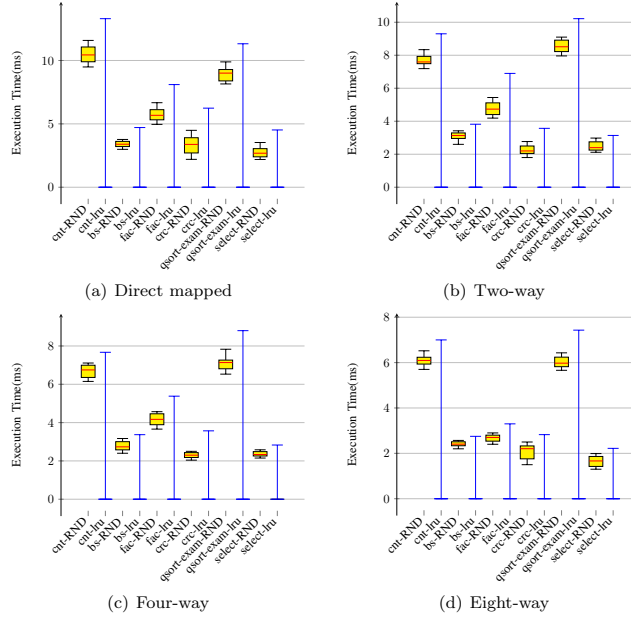 10
5
0
Execution Time(ms)
cnt-RND
cnt-lru
bs-RND
bs-lru
fac-RND
fac-lru
crc-RND
crc-lru
qsort-exam-RND
qsort-exam-lru
select-RND
select-lru
(a) Direct mapped
10
8
6
4
2
0
Execution Time(ms)
cnt-RND
cnt-lru
bs-RND
bs-lru
fac-RND
fac-lru
crc-RND
crc-lru
qsort-exam-RND
qsort-exam-lru
select-RND
select-lru
(b) Two-way
8
6
4
2
0
Execution Time(ms)
cnt-RND
cnt-lru
bs-RND
bs-lru
fac-RND
fac-lru
crc-RND
crc-lru
qsort-exam-RND
qsort-exam-lru
select-RND
select-lru
(c) Four-way
8
6
4
2
0
Execution Time(ms)
cnt-RND
cnt-lru
bs-RND
bs-lru
fac-RND
fac-lru
crc-RND
crc-lru
qsort-exam-RND
qsort-exam-lru
select-RND
select-lru
(d) Eight-way